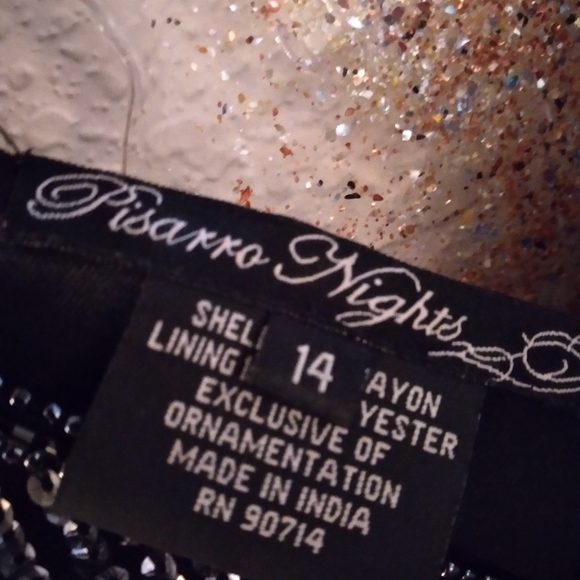 Pisarro Nights
SHEL
LINING
14
AYON
YESTER
EXCLUSIVE OF
ORNAMENTATION
MADE IN INDIA
RN 90714